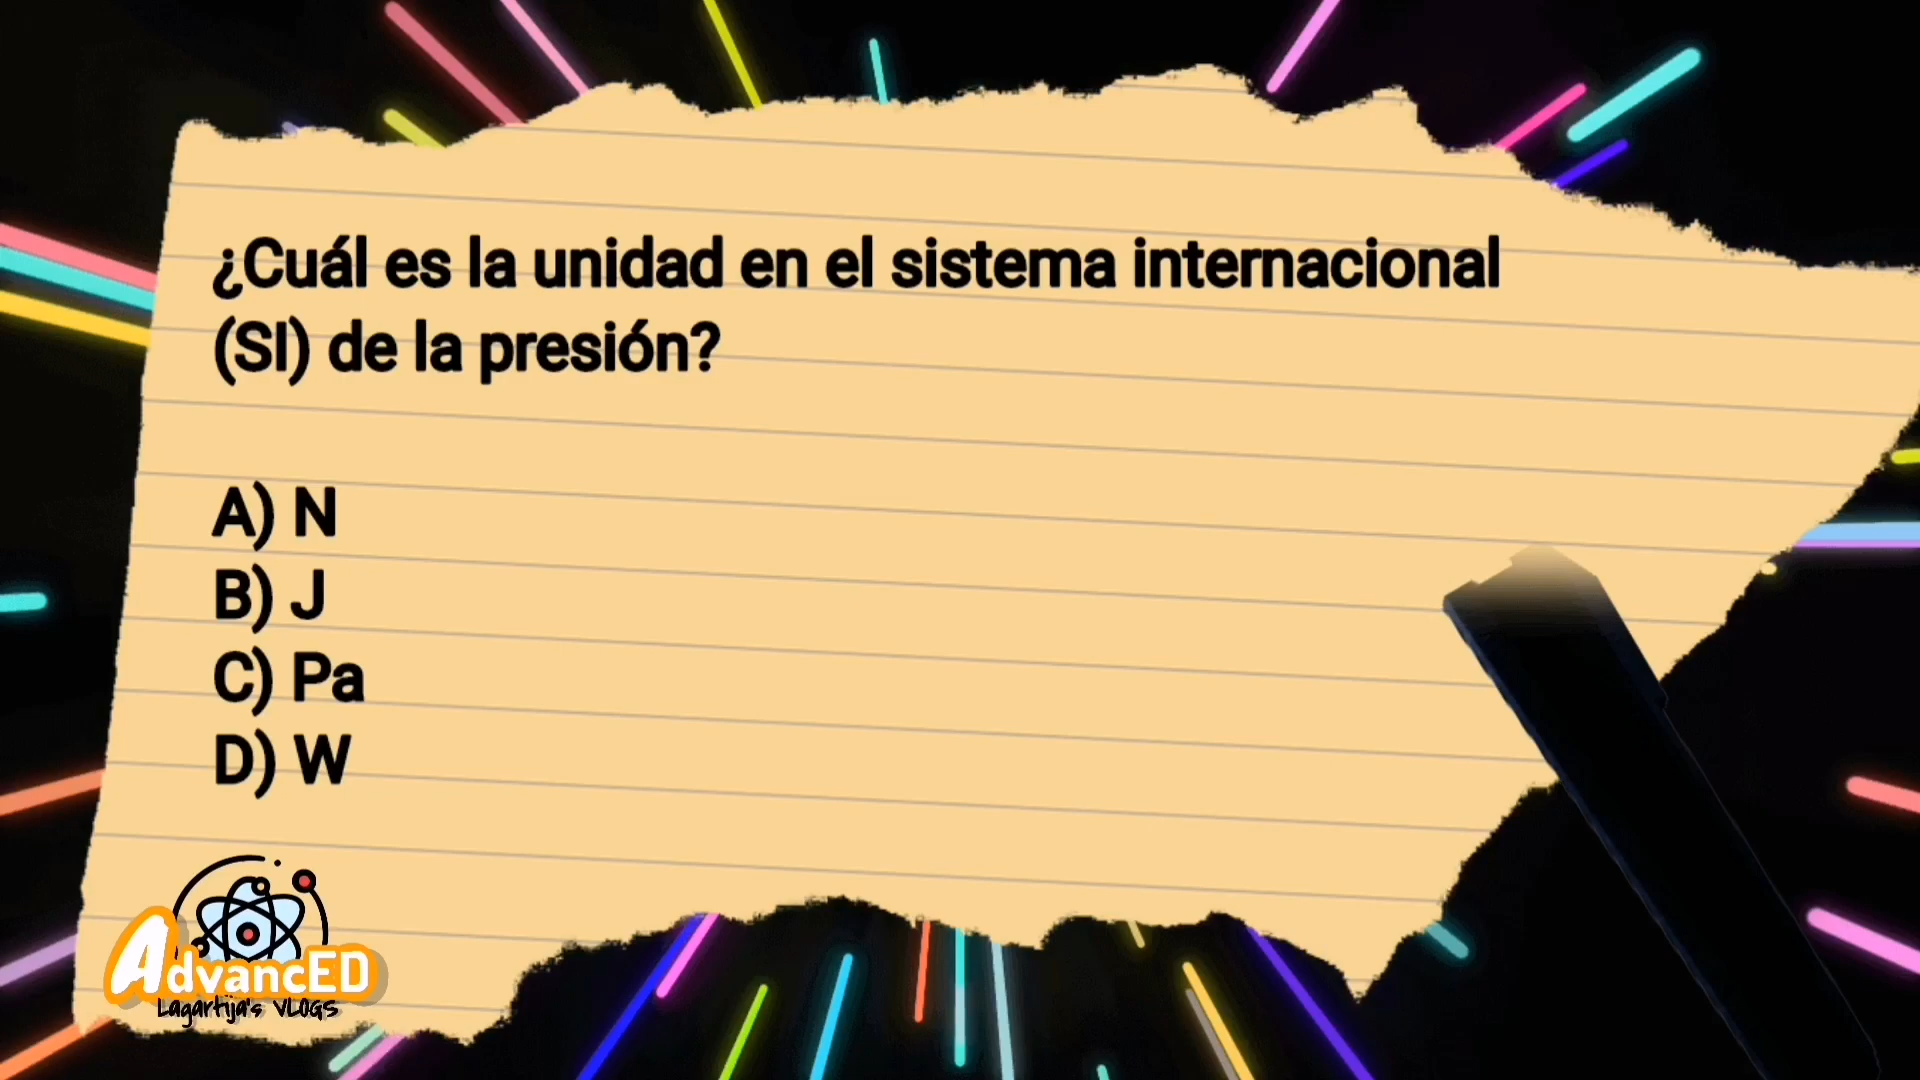 ¿Cuál es la unidad en el sistema internacional
(SI) de la presión?
A) N
B) J
C) Pa
D) W
AdvancED
Lagartija's VLOGS